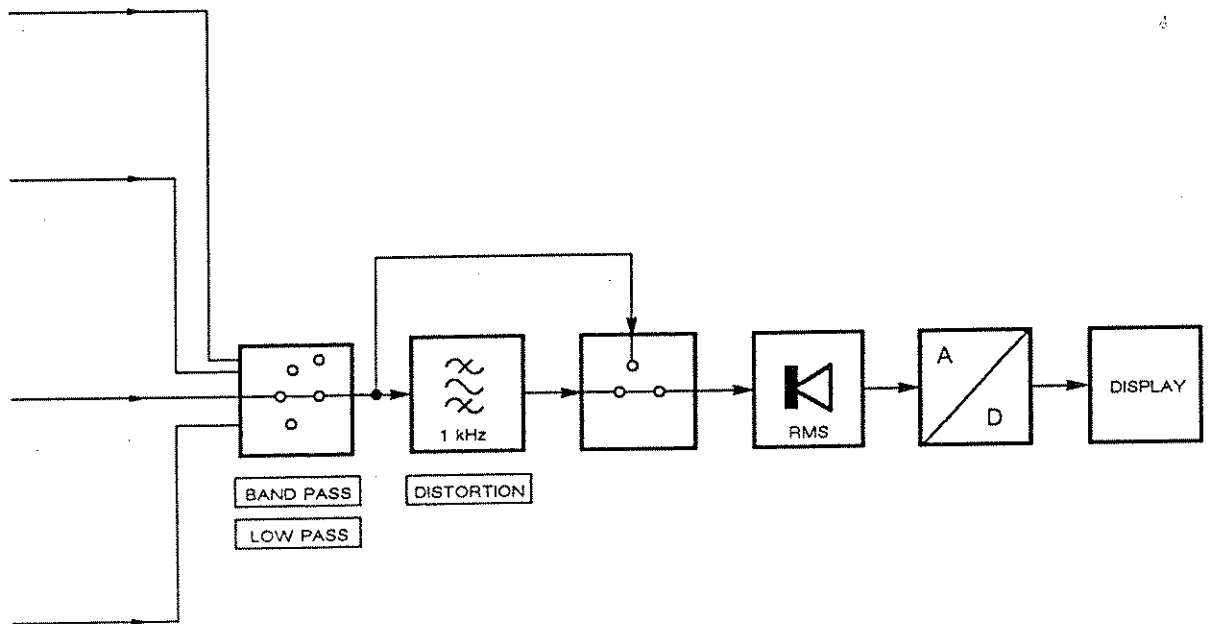 1 kHz
RMS
A
D
DISPLAY
BAND PASS
DISTORTION
LOW PASS